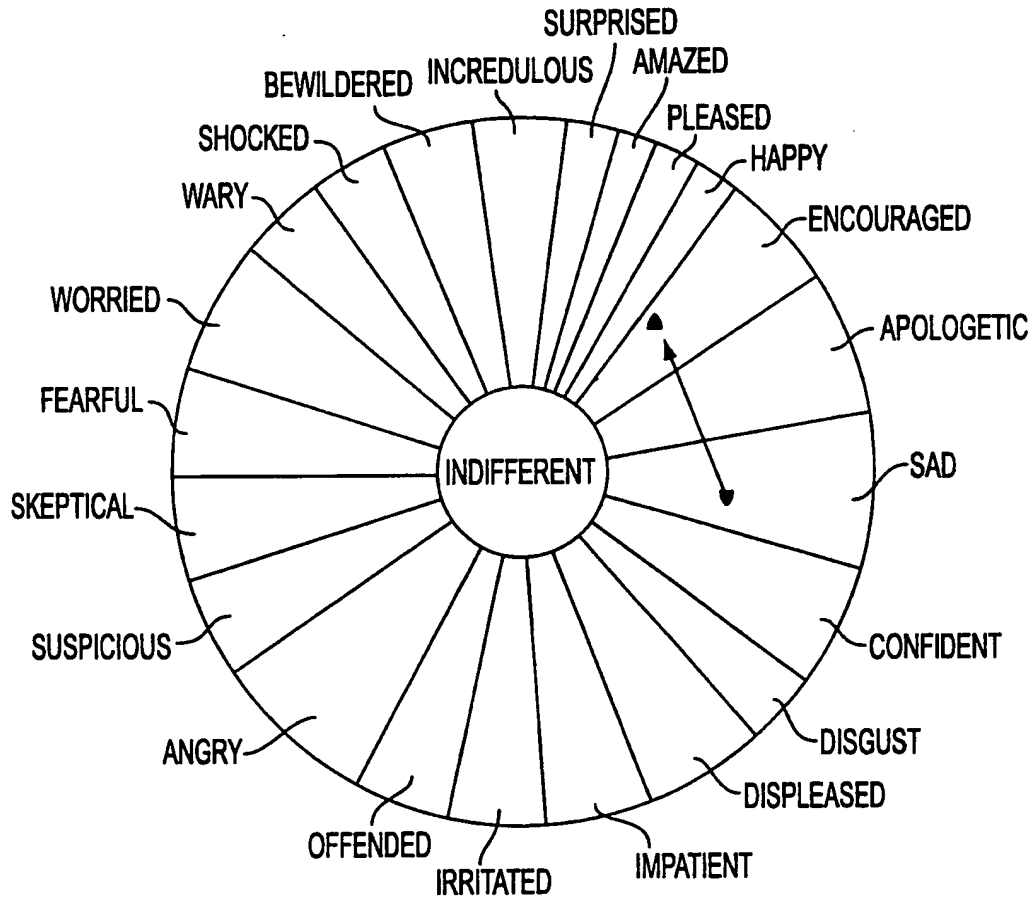 SURPRISED
AMAZED
INCREDULOUS
BEWILDERED
PLEASED
SHOCKED
HAPPY
WARY
ENCOURAGED
WORRIED
APOLOGETIC
FEARFUL
INDIFFERENT
SAD
SKEPTICAL
SUSPICIOUS
CONFIDENT
ANGRY
DISGUST
DISPLEASED
OFFENDED
IMPATIENT
IRRITATED